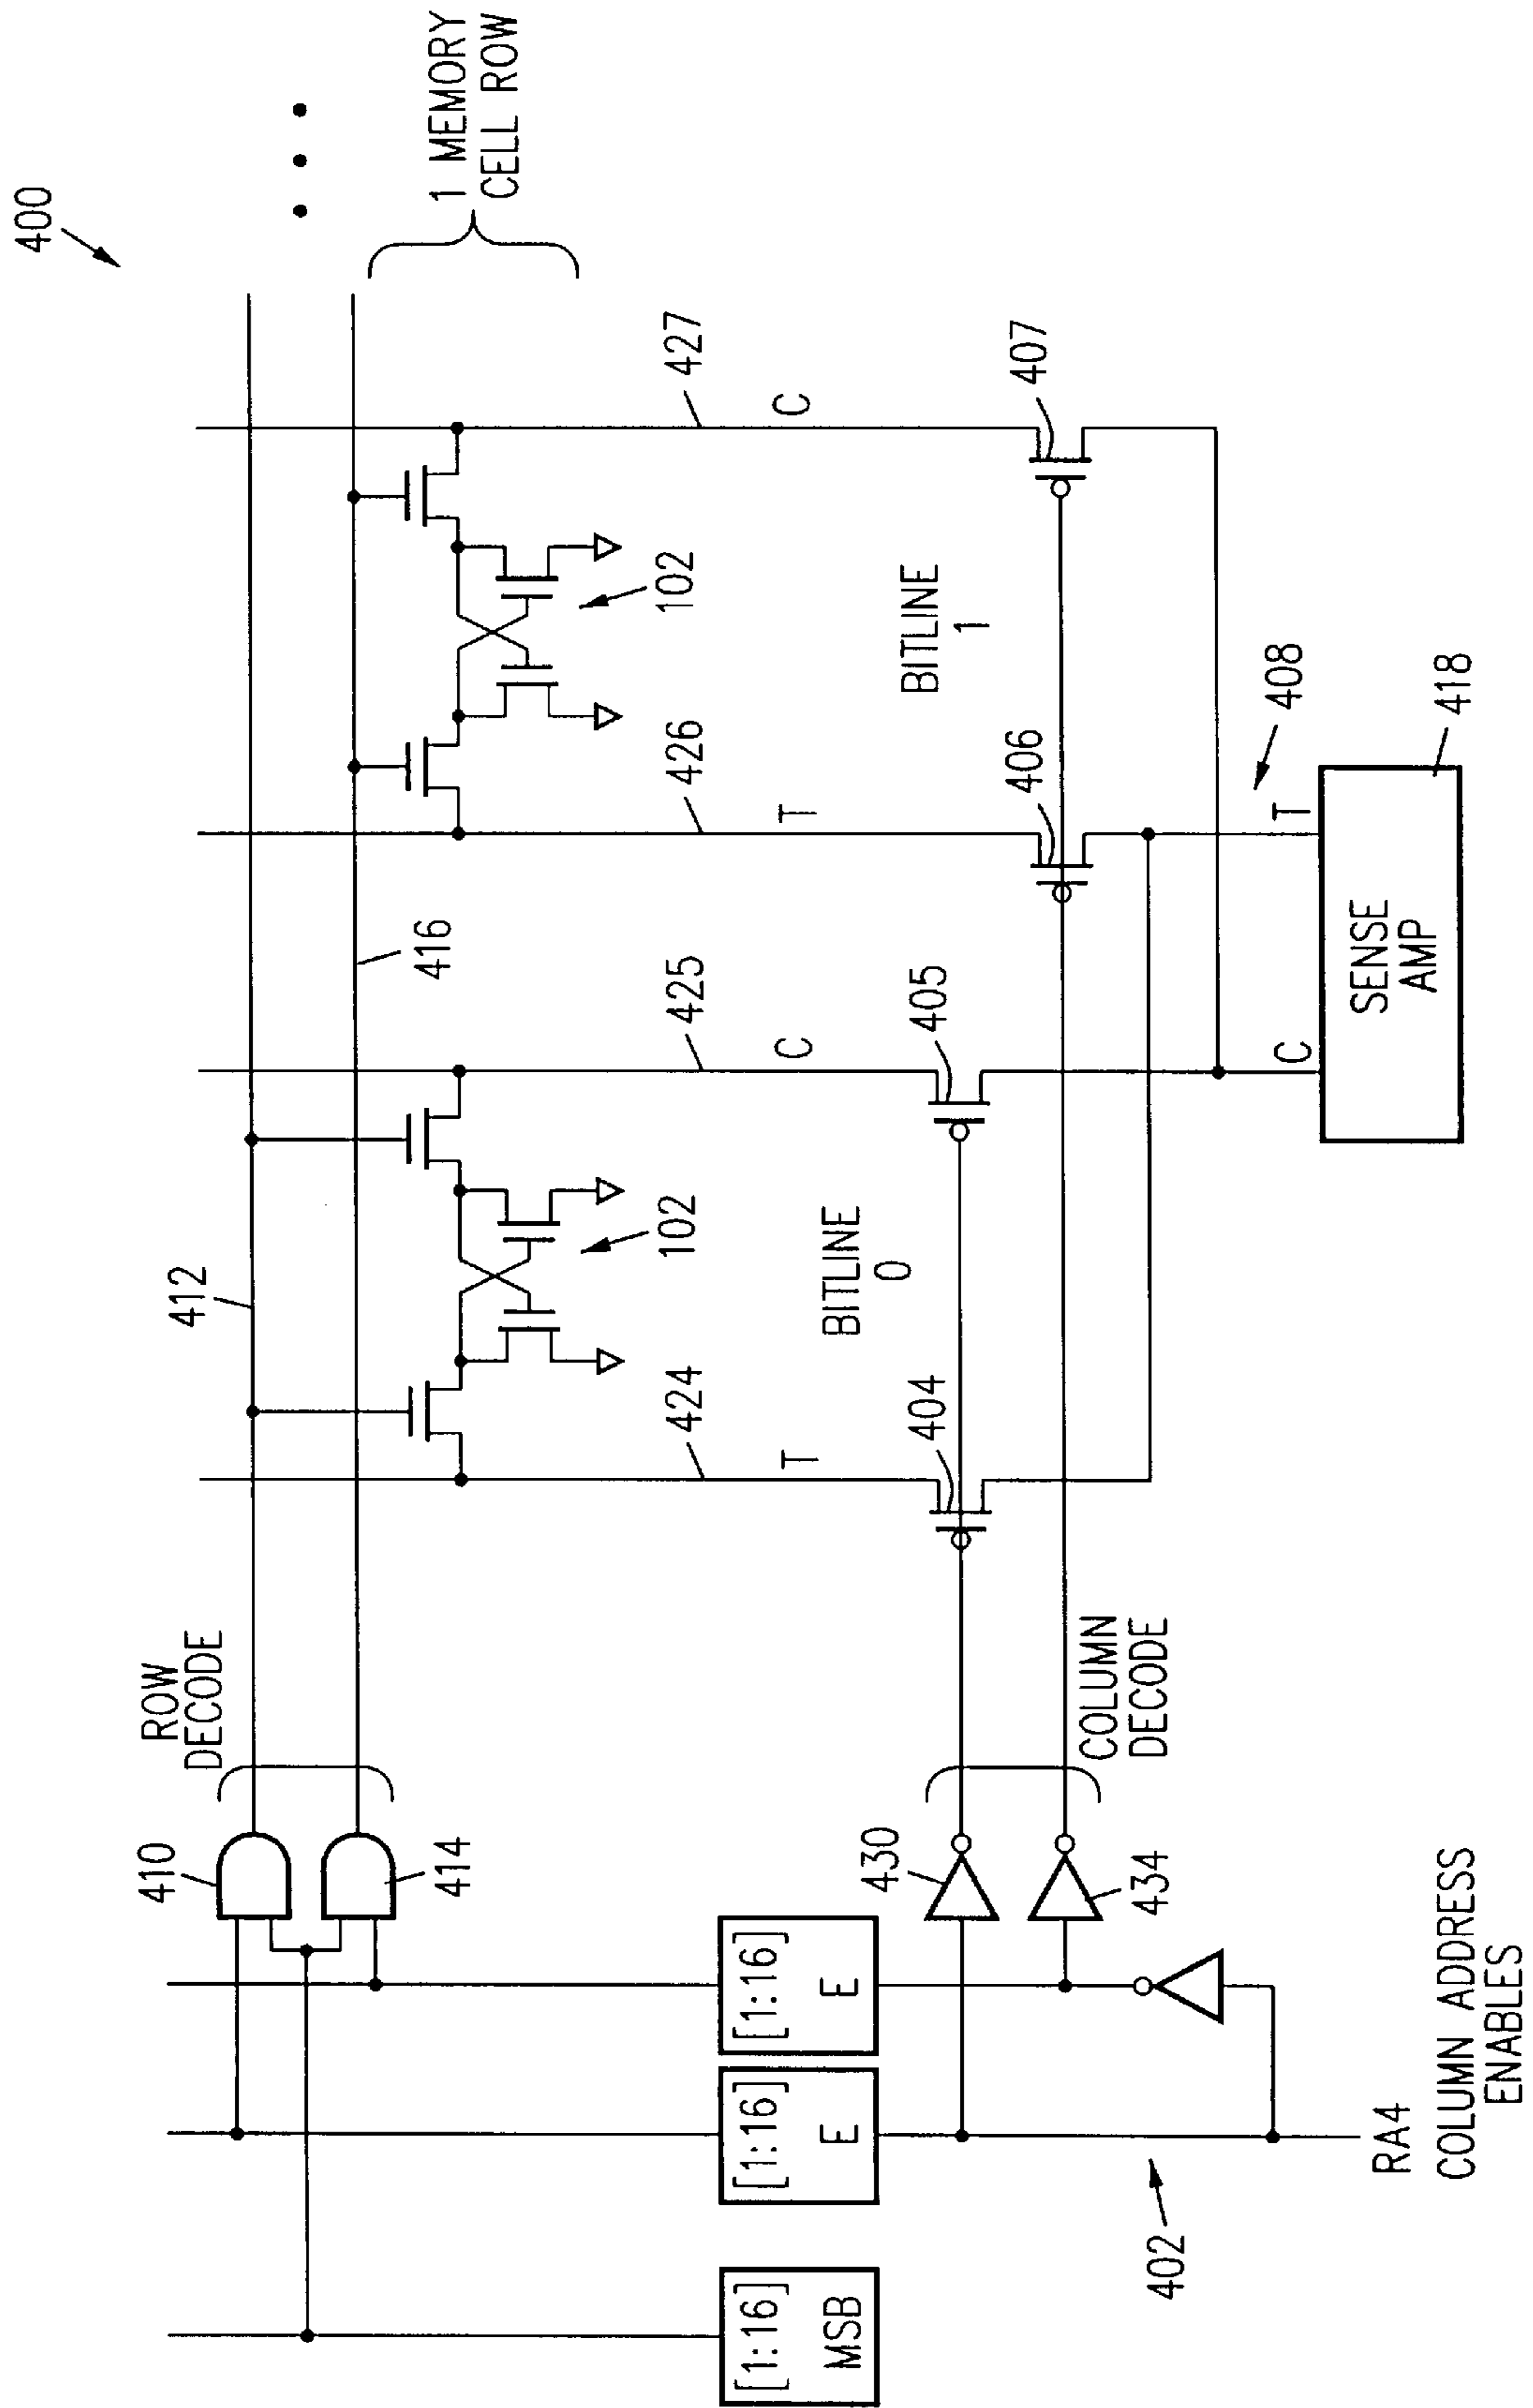 400
1 MEMORY
CELL ROW
ROW
DECODE
410
414
412
416
102
102
424
425
426
427
T
C
T
C
BITLINE
0
BITLINE
1
404
405
406
407
408
COLUMN
DECODE
430
434
[1:16]
MSB
[1:16]
E
[1:16]
E
402
RA4
COLUMN ADDRESS
ENABLES
C
T
SENSE
AMP
418